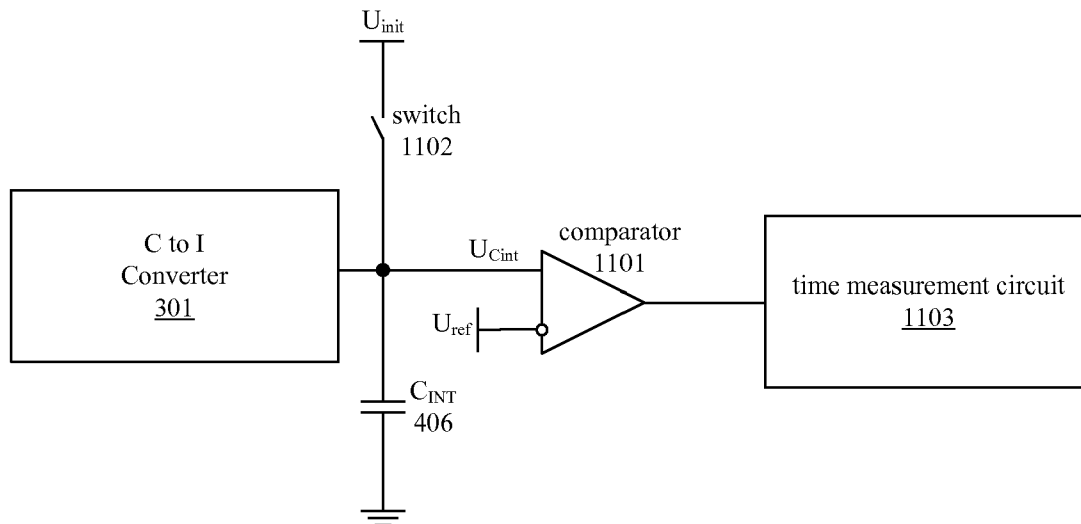 U_init
switch
1102
C to I
Converter
301
U_Cint
comparator
1101
U_ref
time measurement circuit
1103
C_INT
406